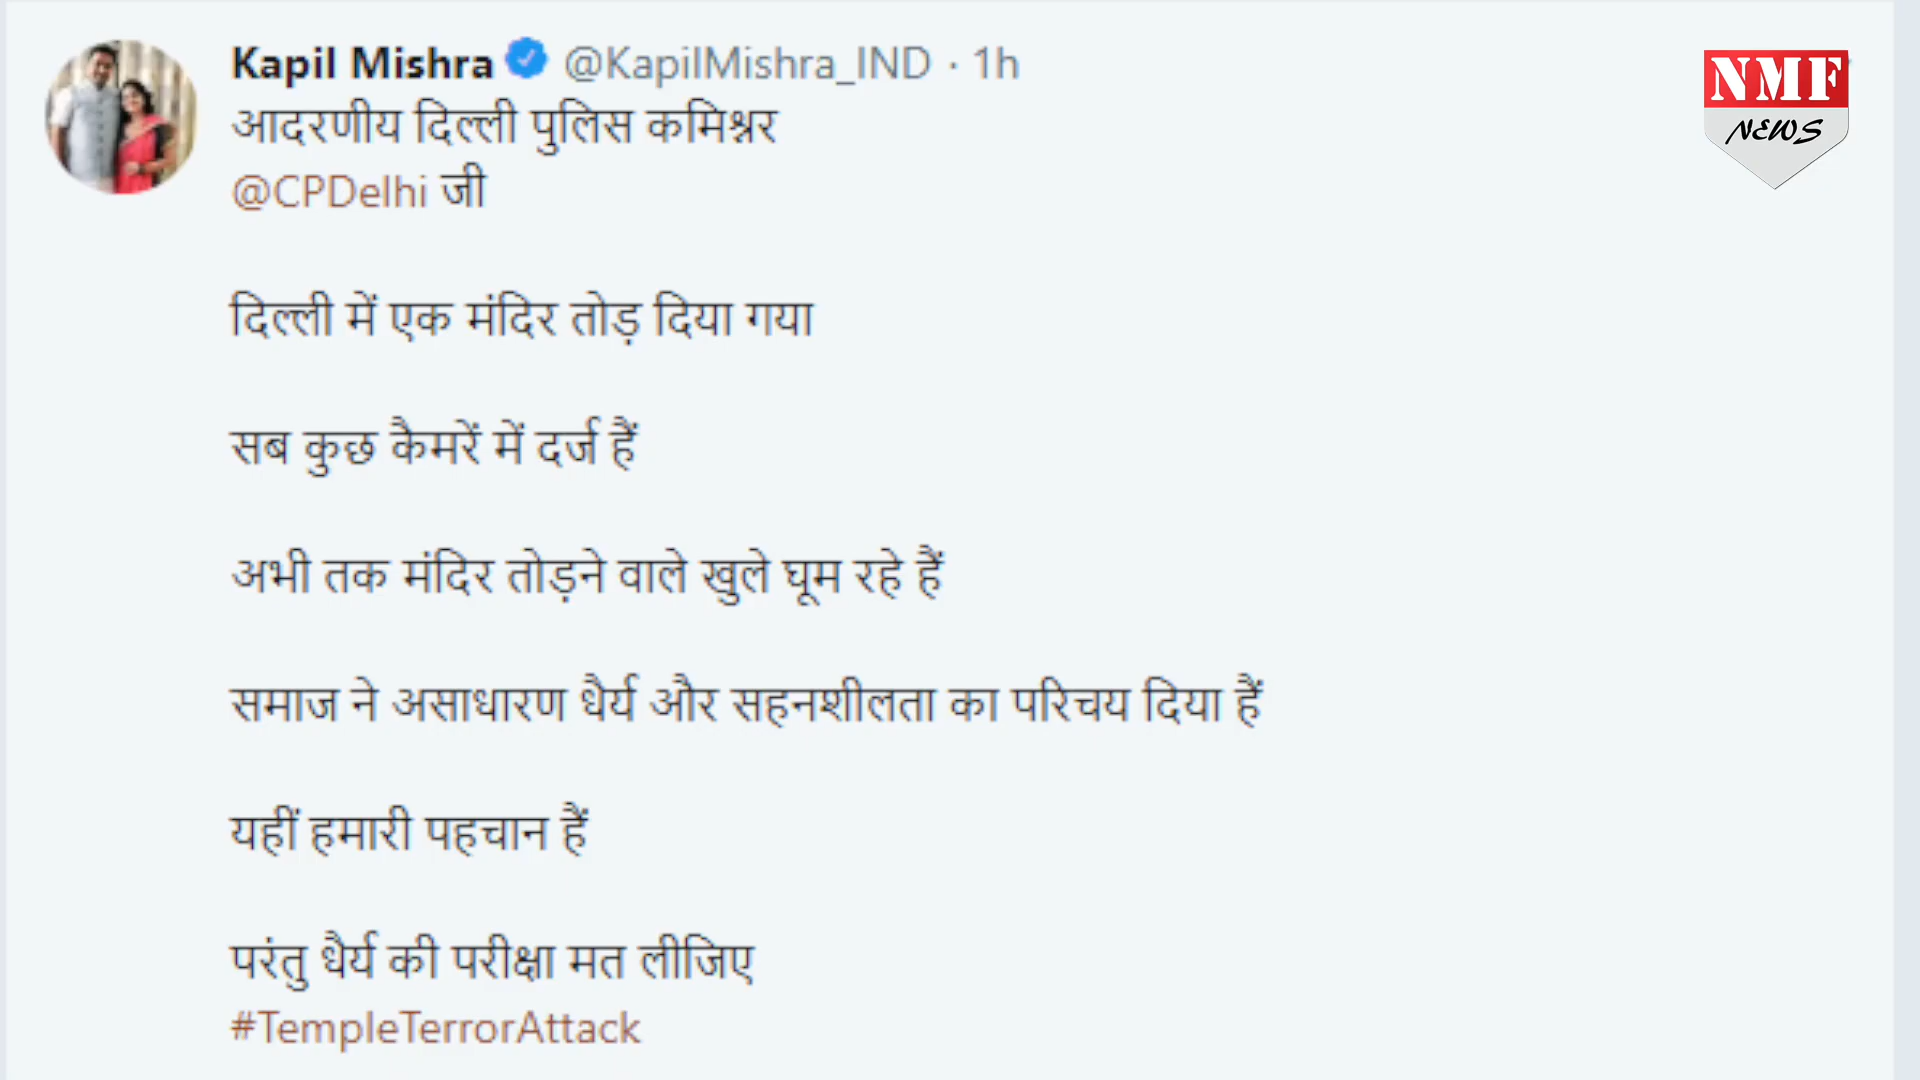 Kapil Mishra @KapilMishra_IND · 1h
NMF
NEWS
आदरणीय दिल्ली पुलिस कमिश्नर
@CPDelhi जी
दिल्ली में एक मंदिर तोड़ दिया गया
सब कुछ कैमरें में दर्ज हैं
अभी तक मंदिर तोड़ने वाले खुले घूम रहे हैं
समाज ने असाधारण धैर्य और सहनशीलता का परिचय दिया हैं
यहीं हमारी पहचान हैं
परंतु धैर्य की परीक्षा मत लीजिए
#TempleTerrorAttack